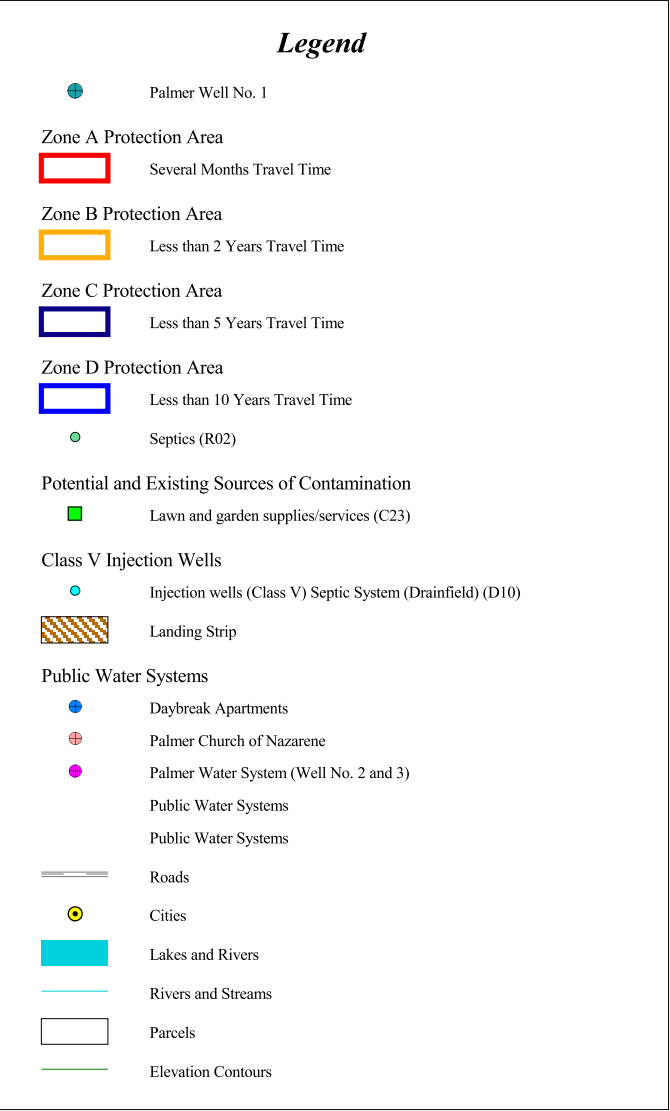 Legend
Palmer Well No. 1
Zone A Protection Area
Several Months Travel Time
Zone B Protection Area
Less than 2 Years Travel Time
Zone C Protection Area
Less than 5 Years Travel Time
Zone D Protection Area
Less than 10 Years Travel Time
Septics (R02)
Potential and Existing Sources of Contamination
Lawn and garden supplies/services (C23)
Class V Injection Wells
Injection wells (Class V) Septic System (Drainfield) (D10)
Landing Strip
Public Water Systems
Daybreak Apartments
Palmer Church of Nazarene
Palmer Water System (Well No. 2 and 3)
Public Water Systems
Public Water Systems
Roads
Cities
Lakes and Rivers
Rivers and Streams
Parcels
Elevation Contours